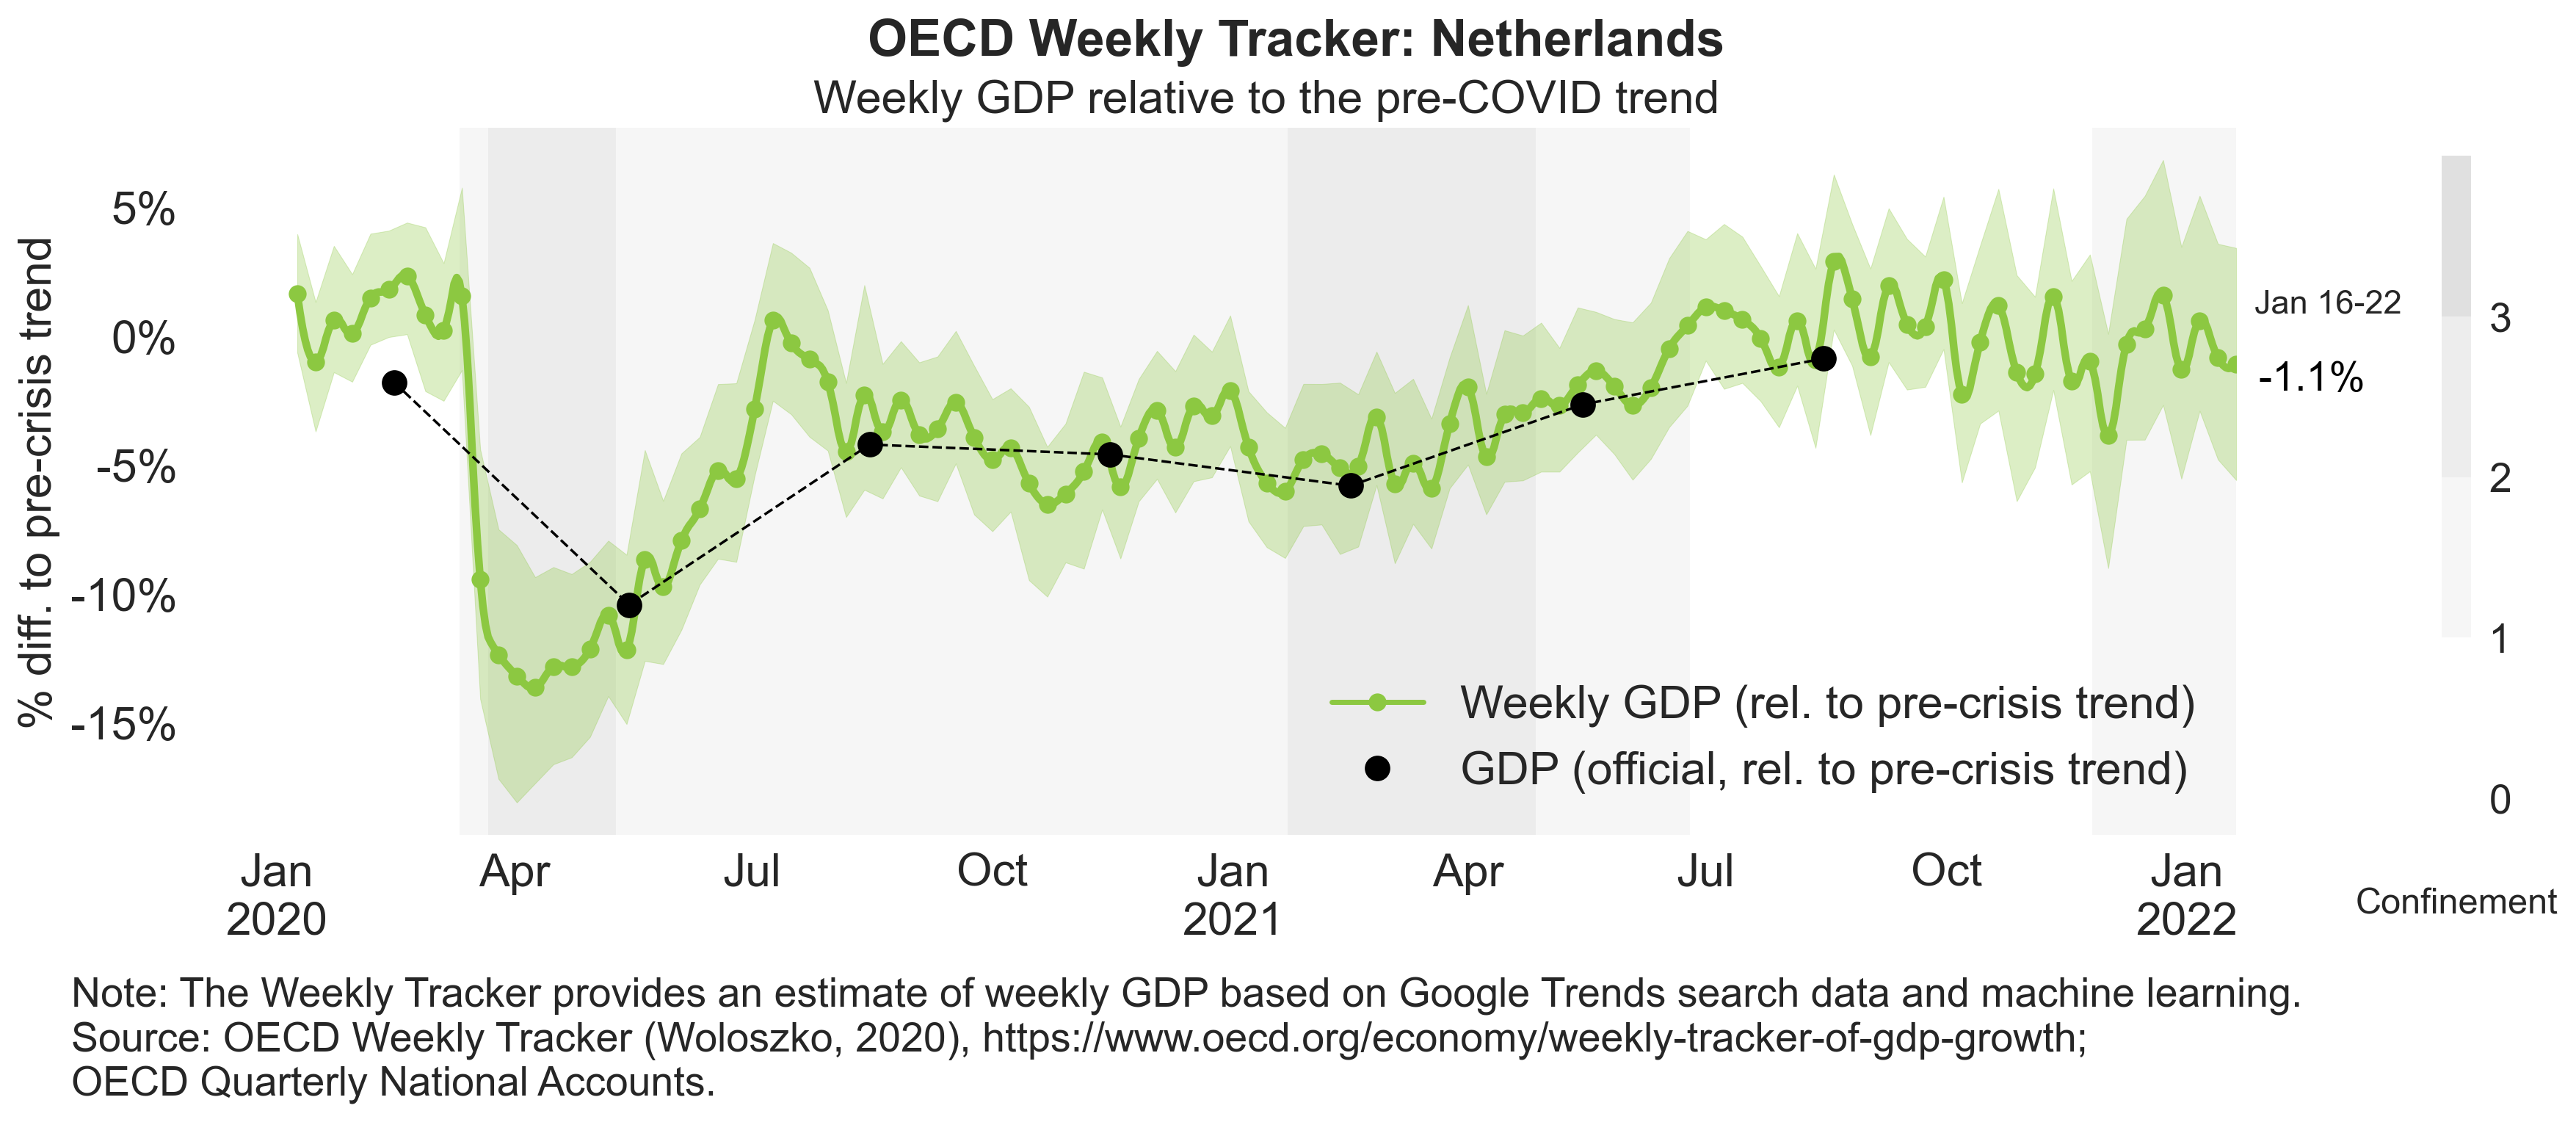 OECD Weekly Tracker: Netherlands
Weekly GDP relative to the pre-COVID trend
% diff. to pre-crisis trend
5%
0%
-5%
-10%
-15%
Jan 16-22
-1.1%
3
2
1
0
Confinement
Weekly GDP (rel. to pre-crisis trend)
GDP (official, rel. to pre-crisis trend)
Jan Apr Jul Oct Jan Apr Jul Oct Jan
2020 2021 2022
Note: The Weekly Tracker provides an estimate of weekly GDP based on Google Trends search data and machine learning.
Source: OECD Weekly Tracker (Woloszko, 2020), https://www.oecd.org/economy/weekly-tracker-of-gdp-growth;
OECD Quarterly National Accounts.